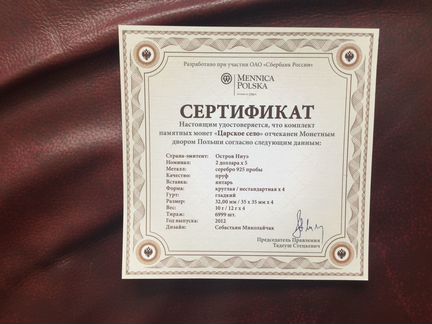 Разработано при участии ОАО «Сбербанк России»
MENNICA
POLSKA
СЕРТИФИКАТ
Настоящим удостоверяется, что комплект
памятных монет «Царское село» отчеканен Монетным
двором Польши согласно следующим данным:
Страна-эмитент: Остров Ниуэ
Номинал: 2 доллара x 5
Металл: серебро 925 пробы
Качество: пруф
Вставка: янтарь
Форма: круглая / нестандартная x 4
Гурт: гладкий
Размер: 32,00 мм / 35 x 35 мм x 4
Вес: 10 г / 12 г x 4
Тираж: 6999 шт.
Год выпуска: 2012
Дизайн: Себастьян Миколайчак
Председатель Правления
Тадеуш Стецкевич